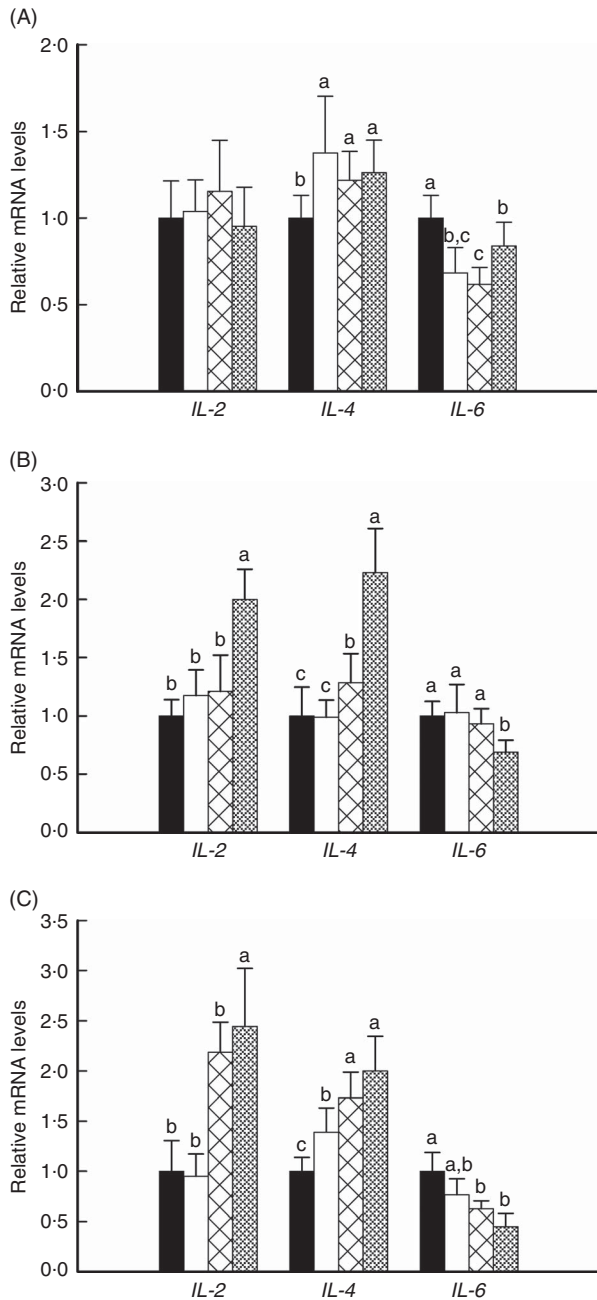 (A)
2·0
a
1·5
a
a
b
a
1·0
b
b,c
c
0·5
0·0
Relative mRNA levels
IL-2 IL-4 IL-6
(B)
3·0
a
2·5
a
2·0
b
b
1·5
b
b
c
c
a
a
a
1·0
b
0·5
0·0
Relative mRNA levels
IL-2 IL-4 IL-6
(C)
3·5
a
3·0
b
2·5
a
a
2·0
b
b
b
1·5
c
a
a,b
1·0
b
b
0·5
0·0
Relative mRNA levels
IL-2 IL-4 IL-6